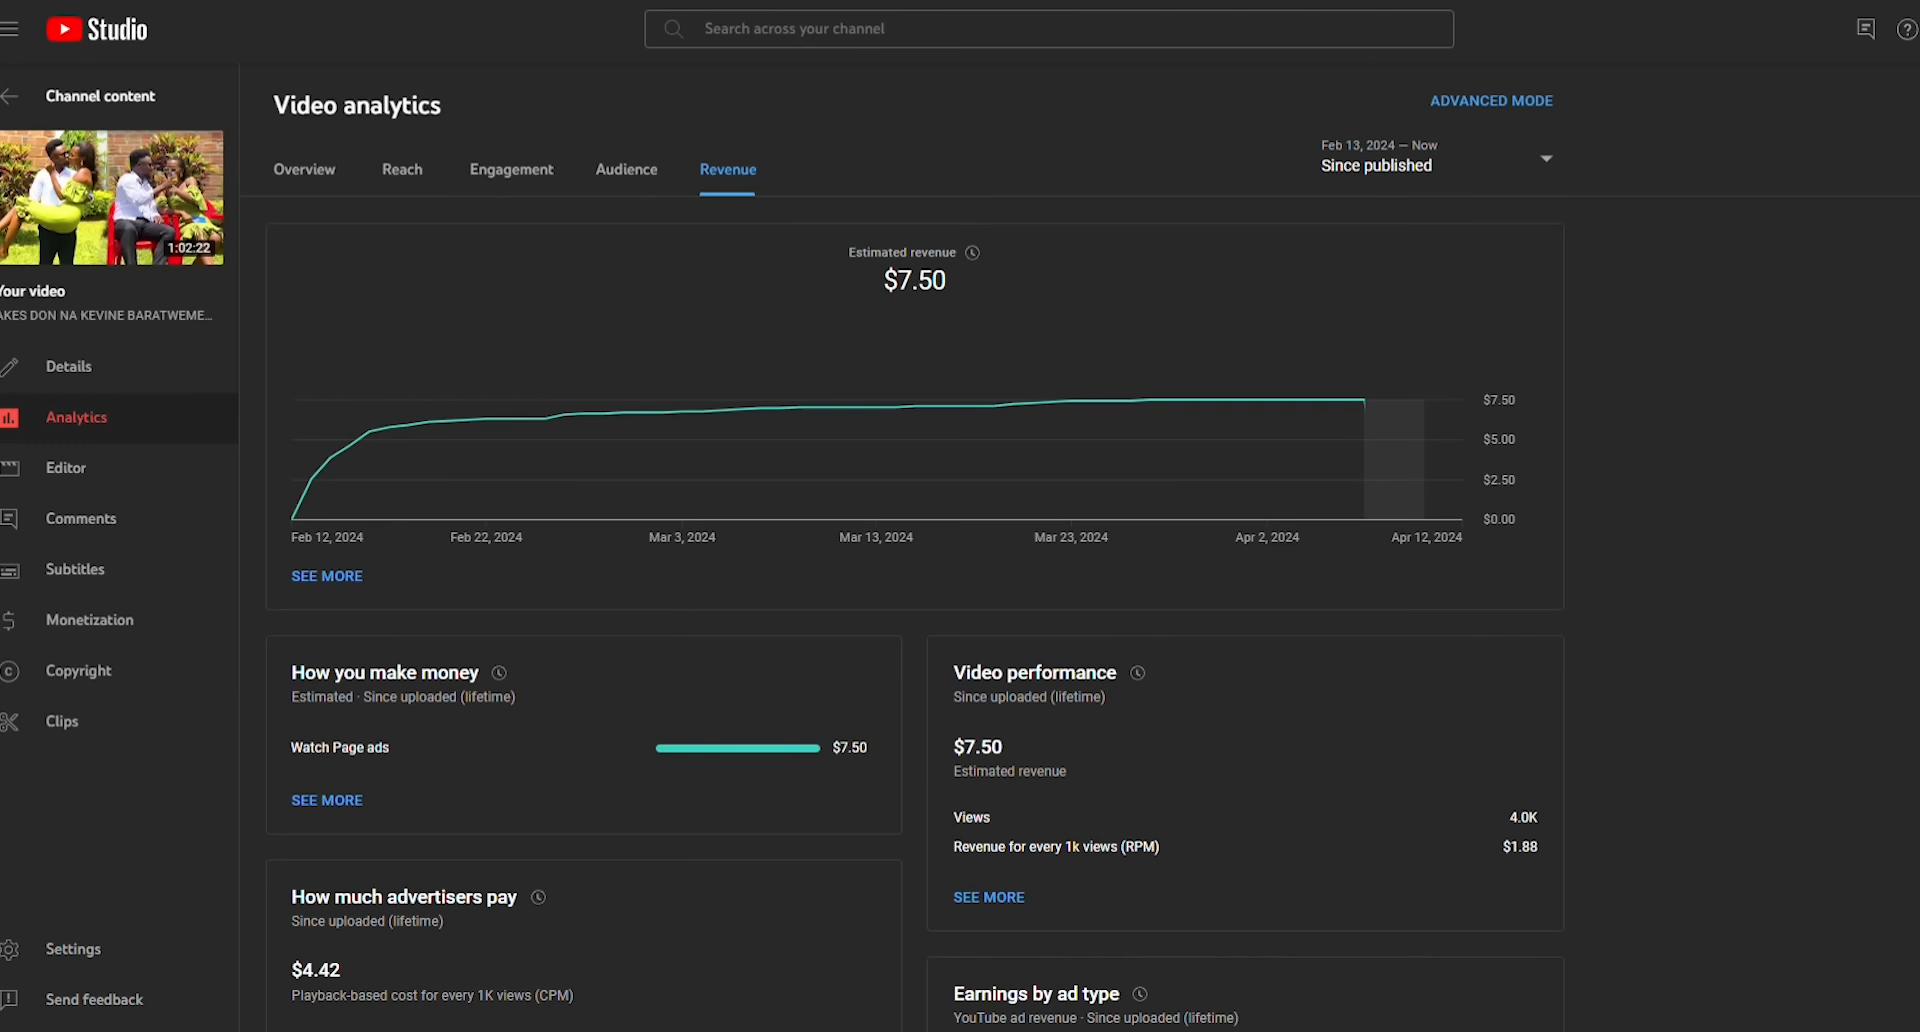 Studio
Search across your channel
Channel content
1:02:22
Your video
AKES DON NA KEVINE BARATWEME...
Details
Analytics
Editor
Comments
Subtitles
Monetization
Copyright
Clips
Settings
Send feedback
Video analytics
ADVANCED MODE
Overview
Reach
Engagement
Audience
Revenue
Feb 13, 2024 – Now
Since published
Estimated revenue
$7.50
$7.50
$5.00
$2.50
$0.00
Feb 12, 2024
Feb 22, 2024
Mar 3, 2024
Mar 13, 2024
Mar 23, 2024
Apr 2, 2024
Apr 12, 2024
SEE MORE
How you make money
Estimated · Since uploaded (lifetime)
Watch Page ads $7.50
SEE MORE
How much advertisers pay
Since uploaded (lifetime)
$4.42
Playback-based cost for every 1K views (CPM)
Video performance
Since uploaded (lifetime)
$7.50
Estimated revenue
Views 4.0K
Revenue for every 1k views (RPM) $1.88
SEE MORE
Earnings by ad type
YouTube ad revenue · Since uploaded (lifetime)